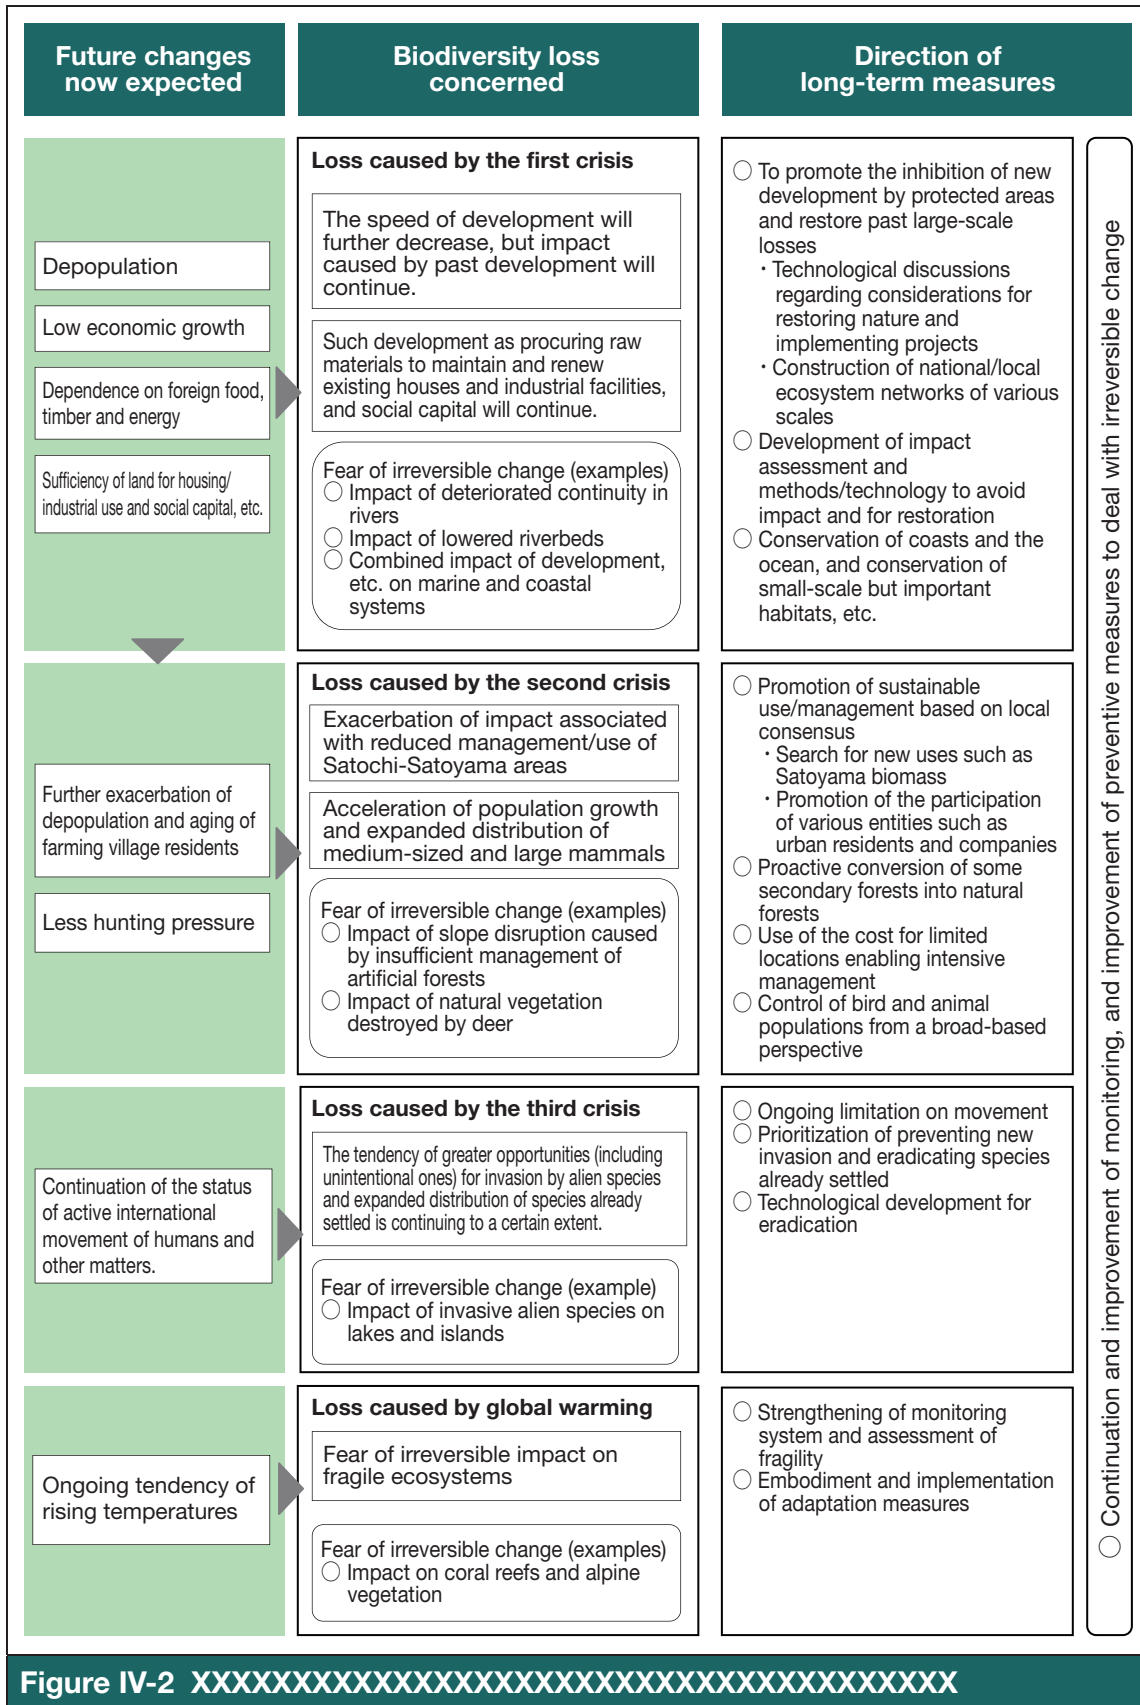 Future changes
now expected
Biodiversity loss
concerned
Direction of
long-term measures
Depopulation
Low economic growth
Dependence on foreign food,
timber and energy
Sufficiency of land for housing/
industrial use and social capital, etc.
Loss caused by the first crisis
The speed of development will
further decrease, but impact
caused by past development will
continue.
Such development as procuring raw
materials to maintain and renew
existing houses and industrial facilities,
and social capital will continue.
Fear of irreversible change (examples)
○ Impact of deteriorated continuity in
rivers
○ Impact of lowered riverbeds
○ Combined impact of development,
etc. on marine and coastal
systems
○ To promote the inhibition of new
development by protected areas
and restore past large-scale
losses
・Technological discussions
regarding considerations for
restoring nature and
implementing projects
・Construction of national/local
ecosystem networks of various
scales
○ Development of impact
assessment and
methods/technology to avoid
impact and for restoration
○ Conservation of coasts and the
ocean, and conservation of
small-scale but important
habitats, etc.
Further exacerbation of
depopulation and aging of
farming village residents
Less hunting pressure
Loss caused by the second crisis
Exacerbation of impact associated
with reduced management/use of
Satochi-Satoyama areas
Acceleration of population growth
and expanded distribution of
medium-sized and large mammals
Fear of irreversible change (examples)
○ Impact of slope disruption caused
by insufficient management of
artificial forests
○ Impact of natural vegetation
destroyed by deer
○ Promotion of sustainable
use/management based on local
consensus
・Search for new uses such as
Satoyama biomass
・Promotion of the participation
of various entities such as
urban residents and companies
○ Proactive conversion of some
secondary forests into natural
forests
○ Use of the cost for limited
locations enabling intensive
management
○ Control of bird and animal
populations from a broad-based
perspective
Continuation of the status
of active international
movement of humans and
other matters.
Loss caused by the third crisis
The tendency of greater opportunities (including
unintentional ones) for invasion by alien species
and expanded distribution of species already
settled is continuing to a certain extent.
Fear of irreversible change (example)
○ Impact of invasive alien species on
lakes and islands
○ Ongoing limitation on movement
○ Prioritization of preventing new
invasion and eradicating species
already settled
○ Technological development for
eradication
Ongoing tendency of
rising temperatures
Loss caused by global warming
Fear of irreversible impact on
fragile ecosystems
Fear of irreversible change (examples)
○ Impact on coral reefs and alpine
vegetation
○ Strengthening of monitoring
system and assessment of
fragility
○ Embodiment and implementation
of adaptation measures
○ Continuation and improvement of monitoring, and improvement of preventive measures to deal with irreversible change
Figure IV-2 XXXXXXXXXXXXXXXXXXXXXXXXXXXXXXXXXXXXXX